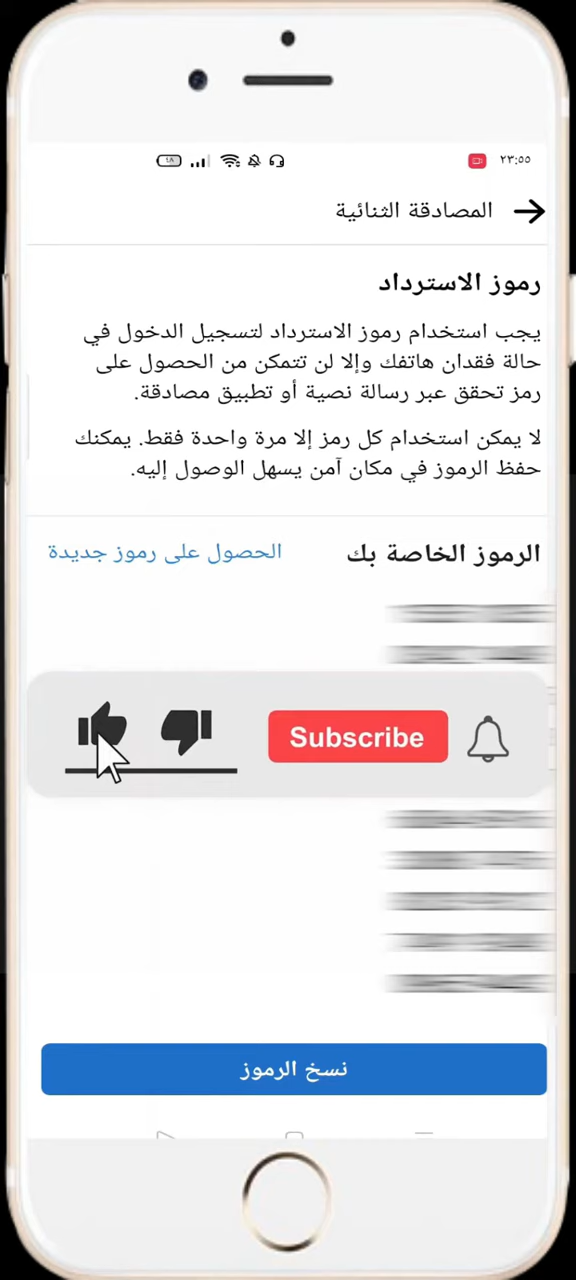 ٢٣:٥٥
١٨
المصادقة الثنائية
رموز الاسترداد
يجب استخدام رموز الاسترداد لتسجيل الدخول في
حالة فقدان هاتفك وإلا لن تتمكن من الحصول على
رمز تحقق عبر رسالة نصية أو تطبيق مصادقة.
لا يمكن استخدام كل رمز إلا مرة واحدة فقط. يمكنك
حفظ الرموز في مكان آمن يسهل الوصول إليه.
الرموز الخاصة بك
الحصول على رموز جديدة
Subscribe
نسخ الرموز